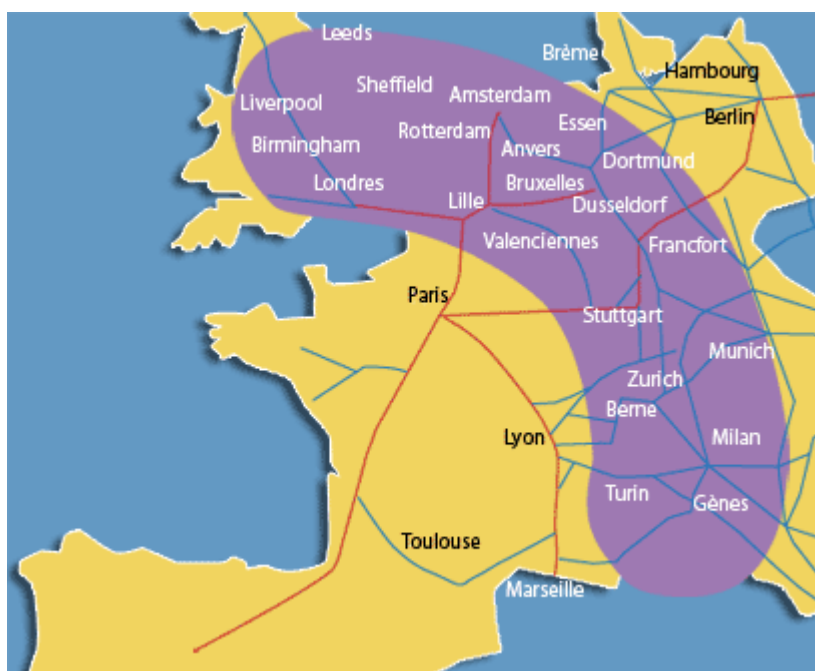 Leeds
Brème
Hambourg
Sheffield
Amsterdam
Liverpool
Berlin
Essen
Rotterdam
Birmingham
Anvers
Dortmund
Londres
Bruxelles
Lille
Dusseldorf
Valenciennes
Francfort
Paris
Stuttgart
Munich
Zurich
Berne
Lyon
Milan
Turin
Gènes
Toulouse
Marseille